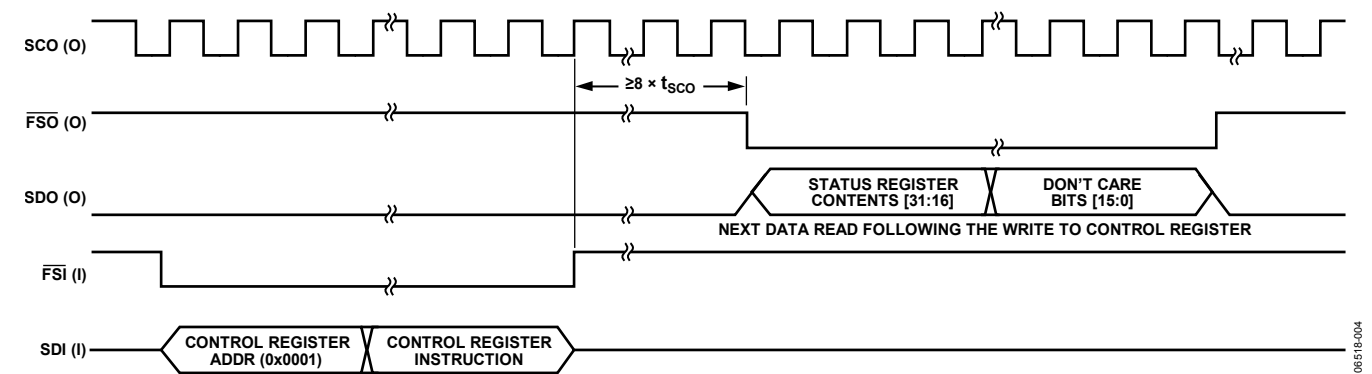 SCO (O)
≥8 × tSCO
FSO (O)
SDO (O)
STATUS REGISTER
CONTENTS [31:16]
DON'T CARE
BITS [15:0]
NEXT DATA READ FOLLOWING THE WRITE TO CONTROL REGISTER
FSI (I)
SDI (I)
CONTROL REGISTER
ADDR (0x0001)
CONTROL REGISTER
INSTRUCTION
06518-004